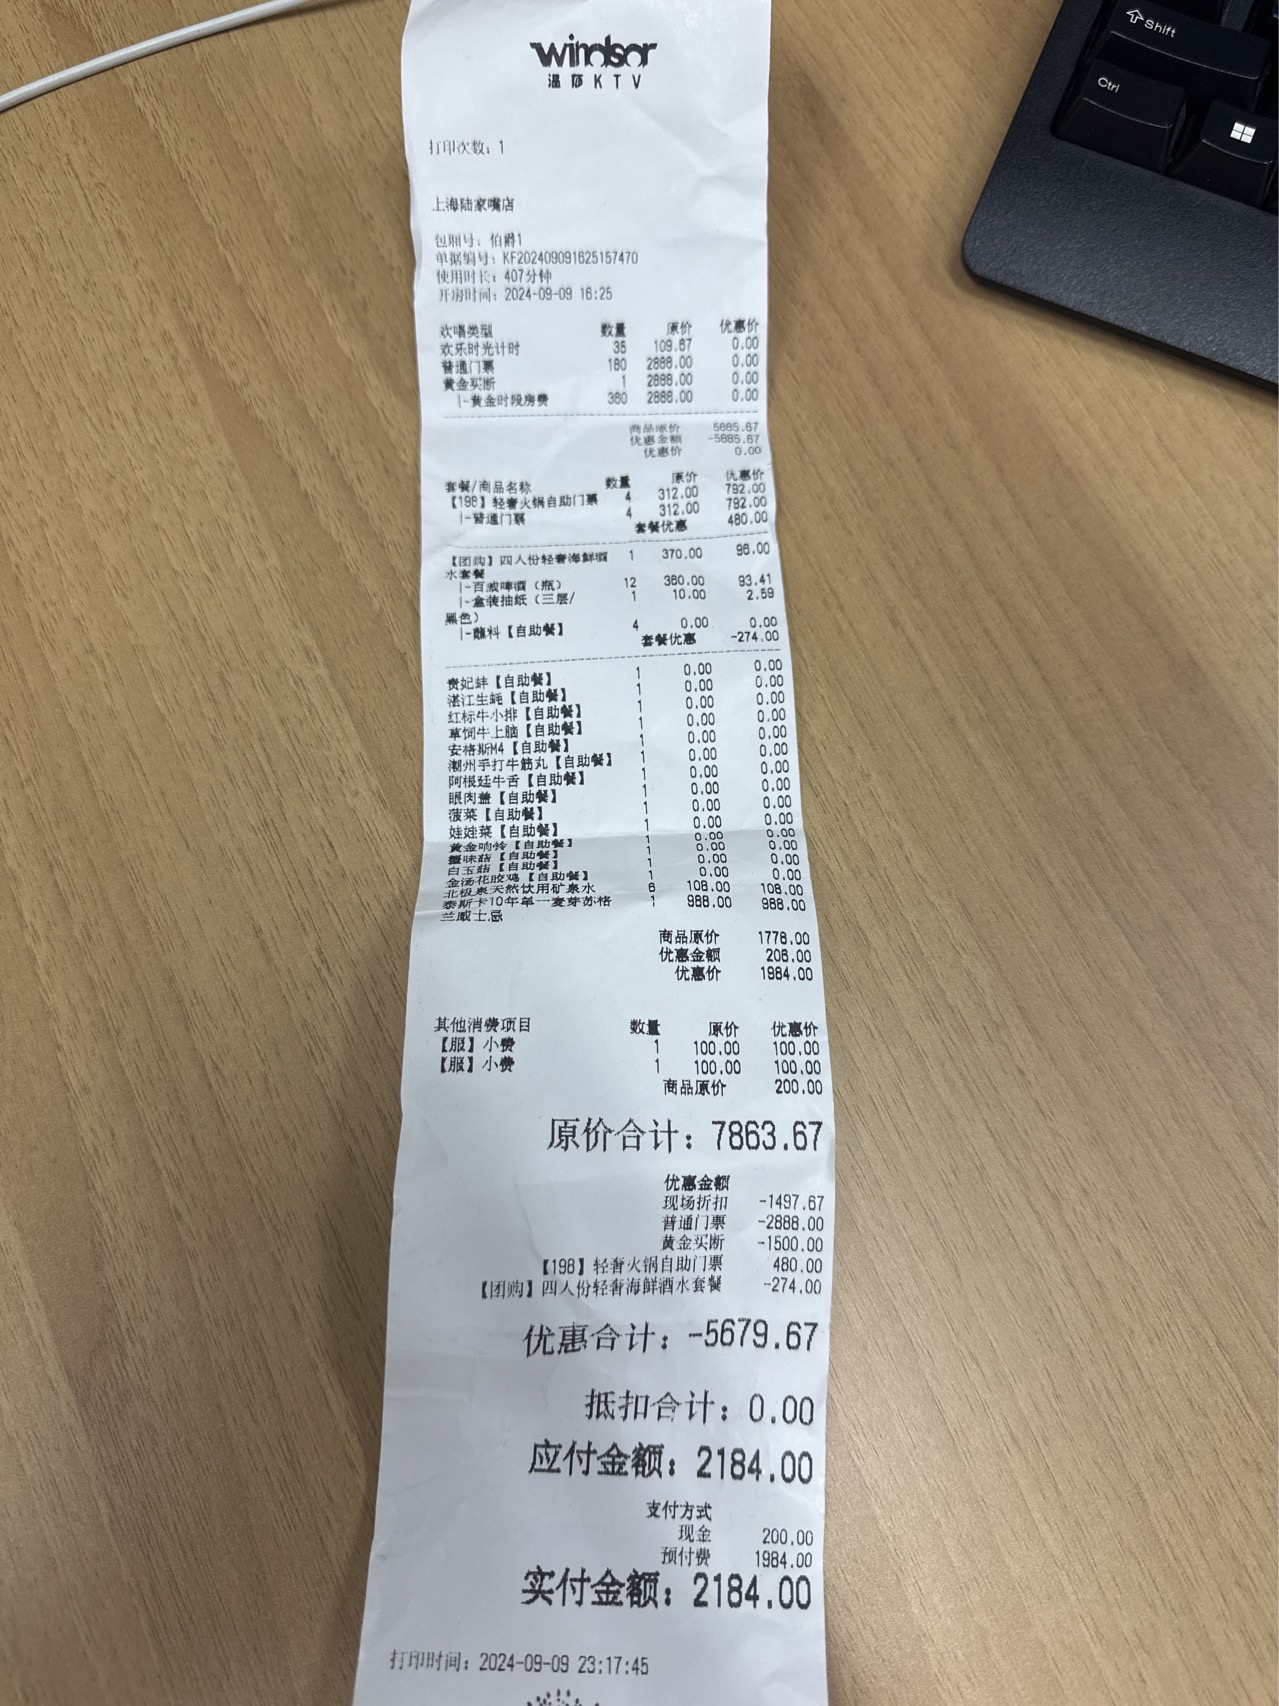 windsor
温莎KTV
打印次数：1
上海陆家嘴店
包厢号：伯爵1
单据编号：KF202409091625157470
使用时长：407分钟
开房时间：2024-09-09 16:25
欢唱类型 数量 原价 优惠价
欢乐时光计时 35 109.67 0.00
普通门票 180 2888.00 0.00
黄金买断 1 2888.00 0.00
|-黄金时段房费 380 2888.00 0.00
商品原价 5885.67
优惠金额 -5885.67
优惠价 0.00
套餐/商品名称 数量 原价 优惠价
【198】轻奢火锅自助门票 4 312.00 792.00
|-普通门票 4 312.00 792.00
套餐优惠 480.00
【团购】四人份轻奢海鲜酒水套餐 1 370.00 96.00
|-百威啤酒（瓶） 12 360.00 93.41
|-盒装抽纸（三层/黑色） 1 10.00 2.59
|-蘸料【自助餐】 4 0.00 0.00
套餐优惠 -274.00
贵妃蚌【自助餐】 1 0.00 0.00
湛江生蚝【自助餐】 1 0.00 0.00
红标牛小排【自助餐】 1 0.00 0.00
草饲牛上脑【自助餐】 1 0.00 0.00
安格斯M4【自助餐】 1 0.00 0.00
潮州手打牛筋丸【自助餐】 1 0.00 0.00
阿根廷牛舌【自助餐】 1 0.00 0.00
眼肉盖【自助餐】 1 0.00 0.00
菠菜【自助餐】 1 0.00 0.00
娃娃菜【自助餐】 1 0.00 0.00
黄金响铃【自助餐】 1 0.00 0.00
蟹味菇【自助餐】 1 0.00 0.00
白玉菇【自助餐】 1 0.00 0.00
金汤花胶鸡【自助餐】 1 0.00 0.00
北极泉天然饮用矿泉水 6 108.00 108.00
泰斯卡10年单一麦芽苏格兰威士忌 1 988.00 988.00
商品原价 1778.00
优惠金额 206.00
优惠价 1984.00
其他消费项目 数量 原价 优惠价
【服】小费 1 100.00 100.00
【服】小费 1 100.00 100.00
商品原价 200.00
原价合计：7863.67
优惠金额
现场折扣 -1497.67
普通门票 -2888.00
黄金买断 -1500.00
【198】轻奢火锅自助门票 480.00
【团购】四人份轻奢海鲜酒水套餐 -274.00
优惠合计：-5679.67
抵扣合计：0.00
应付金额：2184.00
支付方式
现金 200.00
预付费 1984.00
实付金额：2184.00
打印时间：2024-09-09 23:17:45
Shift
Ctrl